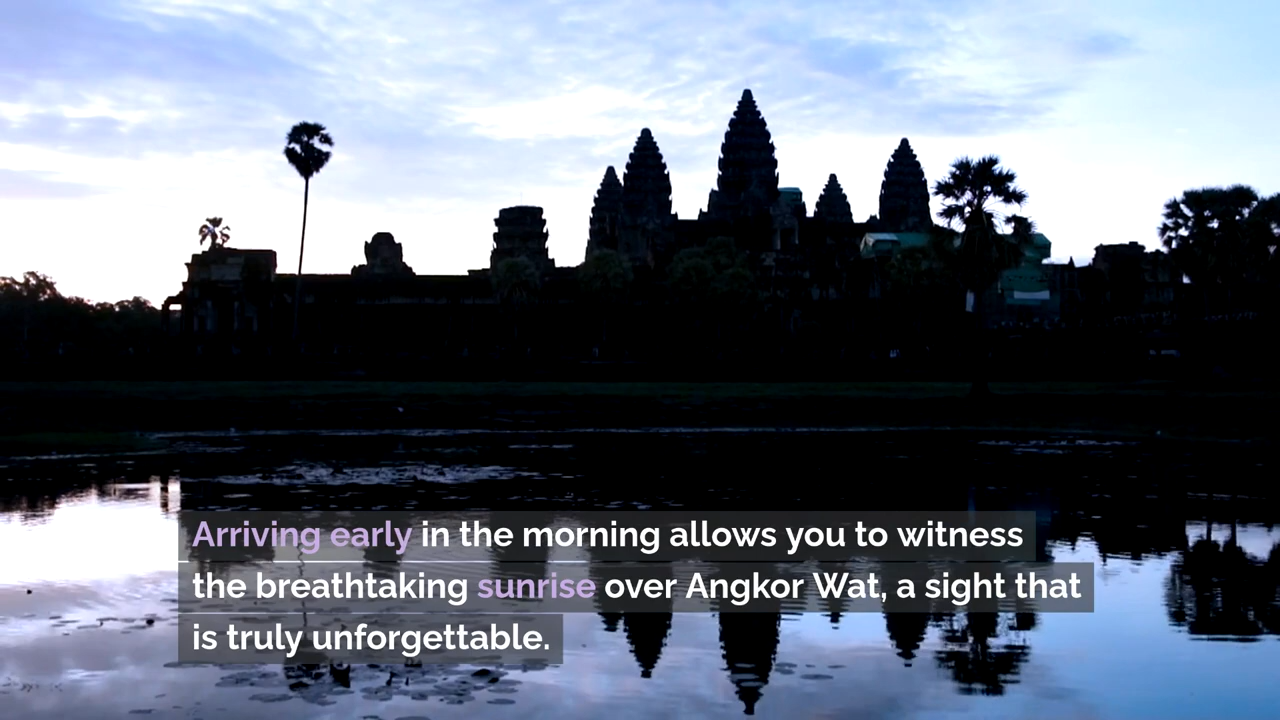 Arriving early in the morning allows you to witness
the breathtaking sunrise over Angkor Wat, a sight that
is truly unforgettable.